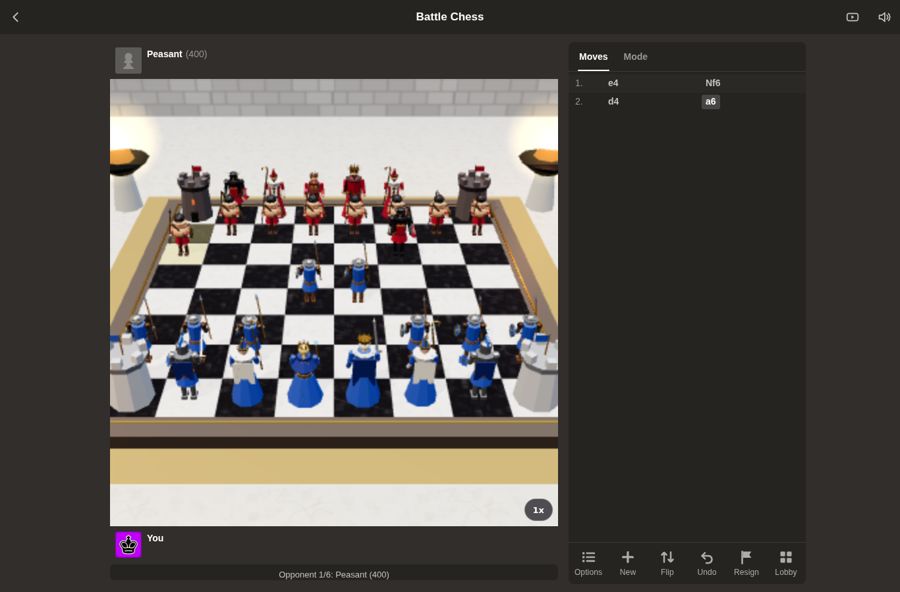 Battle Chess
Peasant (400)
Moves Mode
1. e4 Nf6
2. d4 a6
1x
You
Options New Flip Undo Resign Lobby
Opponent 1/6: Peasant (400)